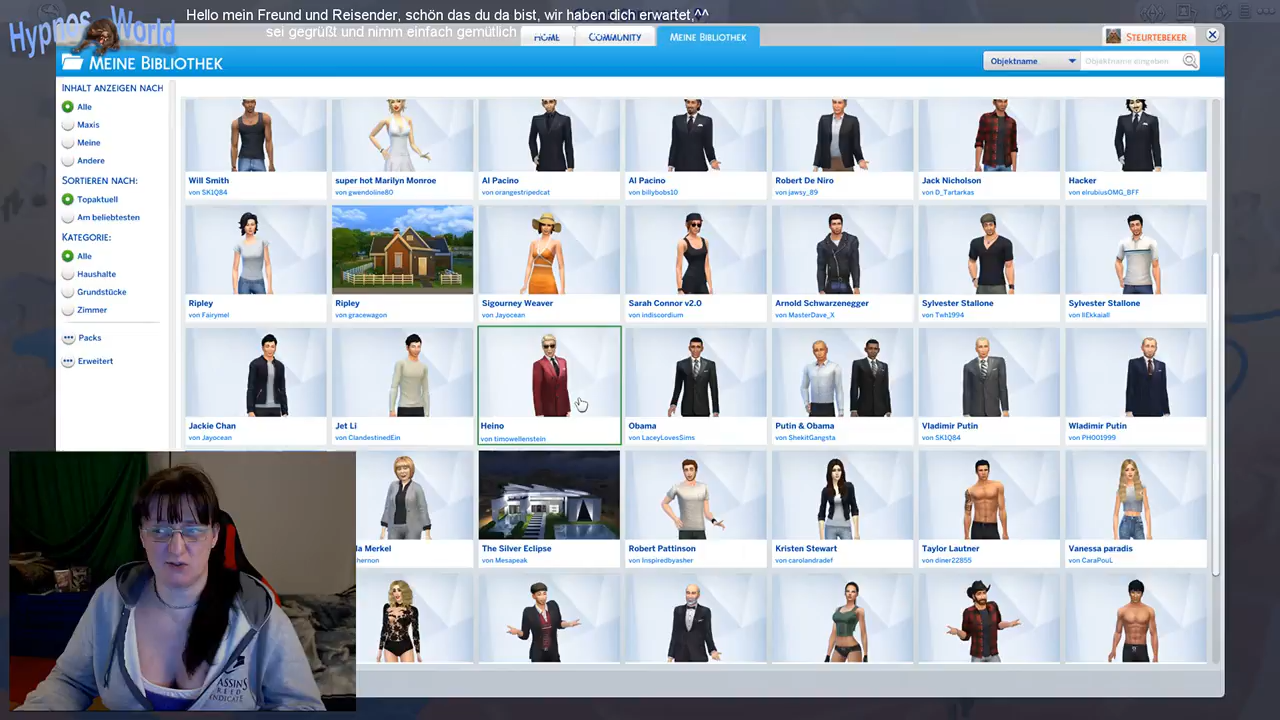 Hello mein Freund und Reisender, schön das du da bist, wir haben dich erwartet,^^
sei gegrüßt und nimm einfach gemütlich
Hypnos World
HOME
COMMUNITY
MEINE BIBLIOTHEK
STEURTEBEKER
MEINE BIBLIOTHEK
Objektname
Objektname eingeben
INHALT ANZEIGEN NACH
Alle
Maxis
Meine
Andere
SORTIEREN NACH:
Topaktuell
Am beliebtesten
KATEGORIE:
Alle
Haushalte
Grundstücke
Zimmer
Packs
Erweitert
Will Smith
von SK1Q84
super hot Marilyn Monroe
von gwendoline80
Al Pacino
von orangestripedcat
Al Pacino
von billybobs10
Robert De Niro
von jawsy_89
Jack Nicholson
von D_Tartarkas
Hacker
von elrubiusOMG_BFF
Ripley
von Fairymel
Ripley
von gracewagon
Sigourney Weaver
von Jayocean
Sarah Connor v2.0
von indiscordium
Arnold Schwarzenegger
von MasterDave_X
Sylvester Stallone
von Twh1994
Sylvester Stallone
Jackie Chan
von Jayocean
Jet Li
von ClandestinedEin
Heino
von timowellenstein
Obama
von LaceyLovesSims
Putin & Obama
von ShekitGangsta
Vladimir Putin
von SK1Q84
Wladimir Putin
von PH001999
la Merkel
hernon
The Silver Eclipse
von Mesapeak
Robert Pattinson
von Inspiredbyasher
Kristen Stewart
von carolandradef
Taylor Lautner
von diner22855
Vanessa paradis
von CaraPouL
ASSASSIN'S
CREED
SYNDICATE